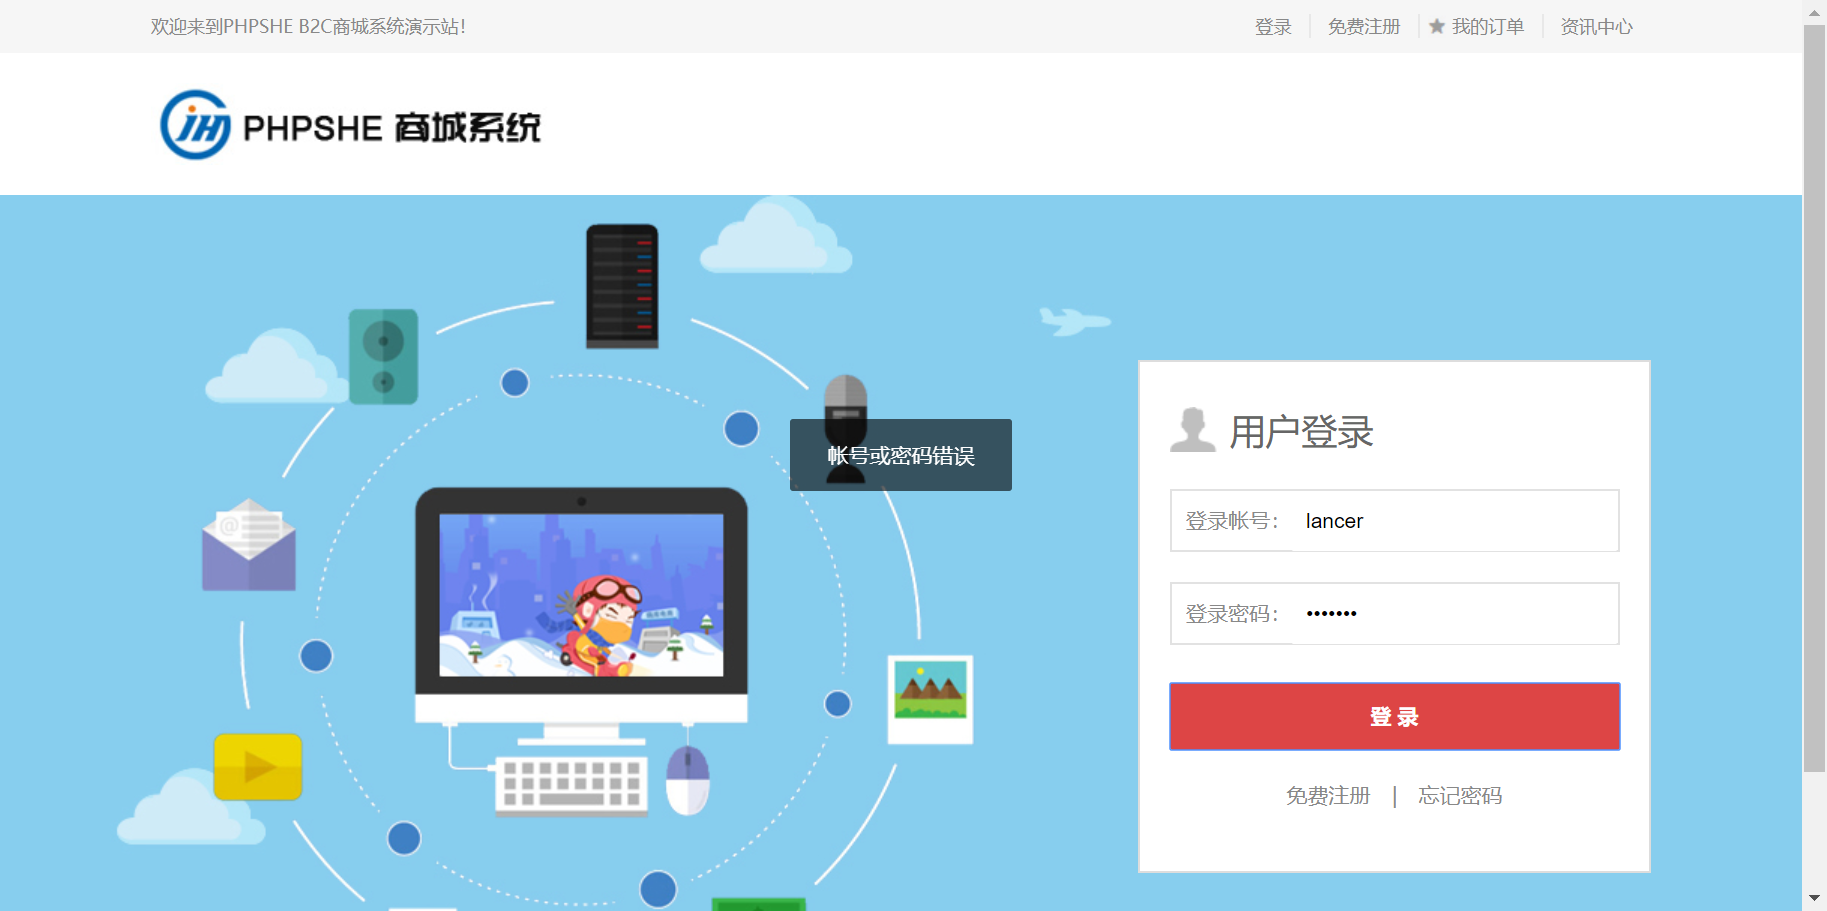 欢迎来到PHPSHE B2C商城系统演示站!
登录 免费注册 我的订单 资讯中心
PHPSHE 商城系统
用户登录
帐号或密码错误
登录帐号： lancer
登录密码： •••••••
登 录
免费注册 | 忘记密码